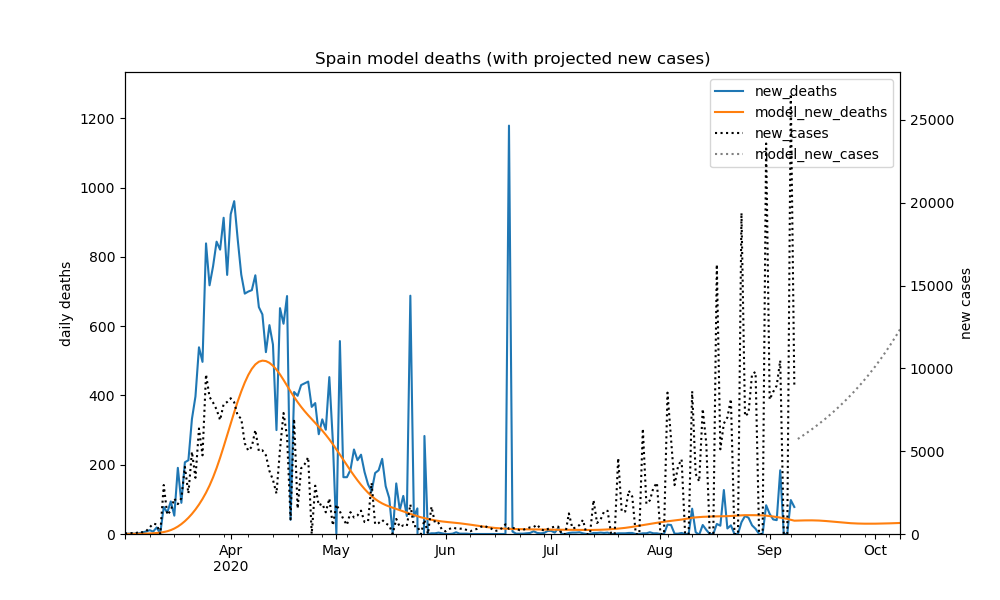 Spain model deaths (with projected new cases)
new_deaths
model_new_deaths
new_cases
model_new_cases
1200
1000
800
600
400
200
0
daily deaths
25000
20000
15000
10000
5000
0
new cases
Apr
2020
May
Jun
Jul
Aug
Sep
Oct